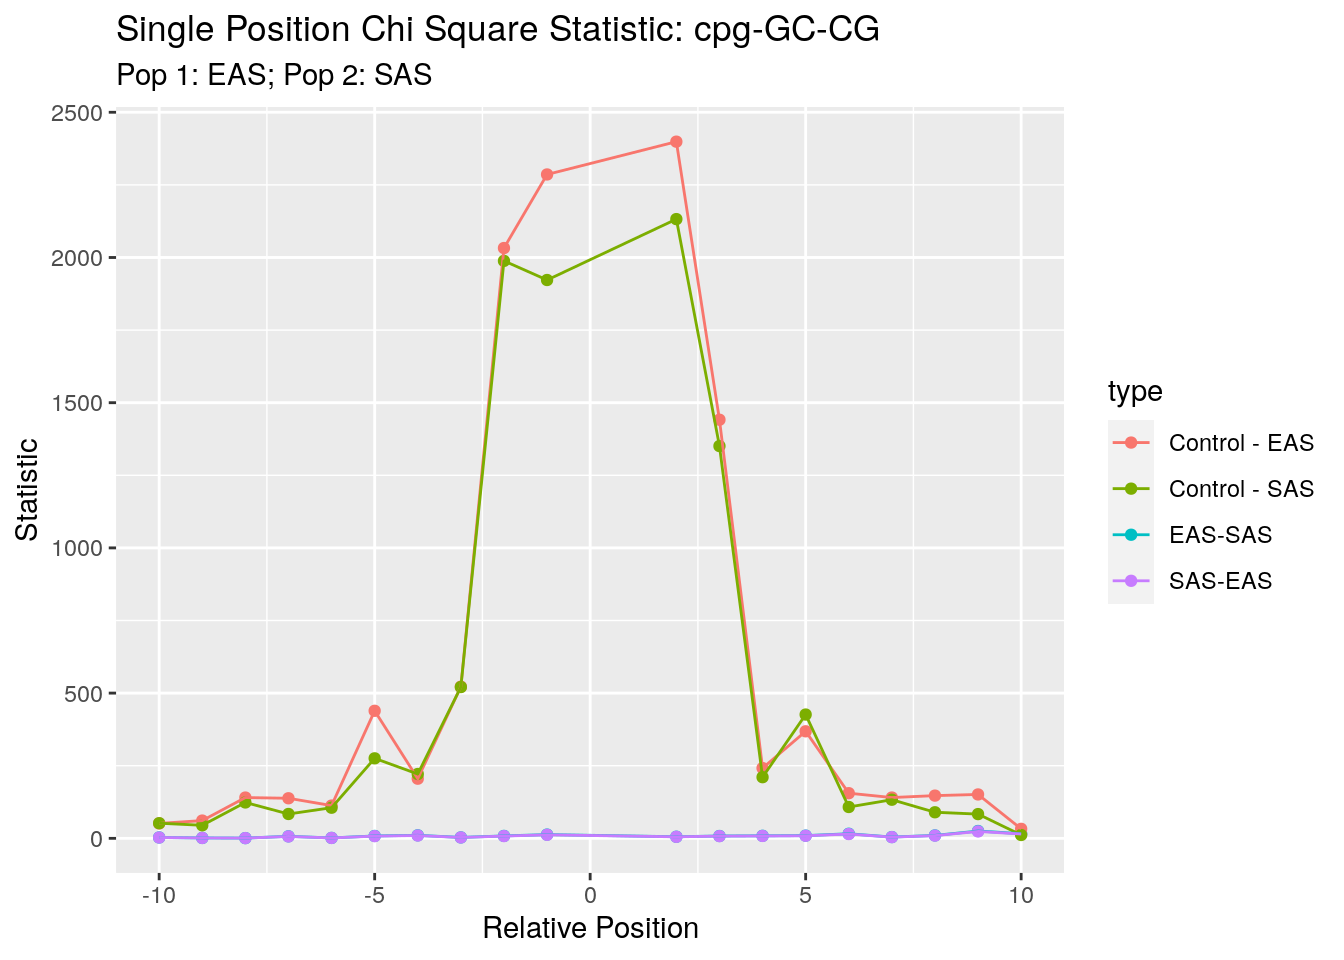 Single Position Chi Square Statistic: cpg-GC-CG
Pop 1: EAS; Pop 2: SAS
2500
2000
1500
1000
500
0
Statistic
-10
-5
0
5
10
Relative Position
type
Control - EAS
Control - SAS
EAS-SAS
SAS-EAS